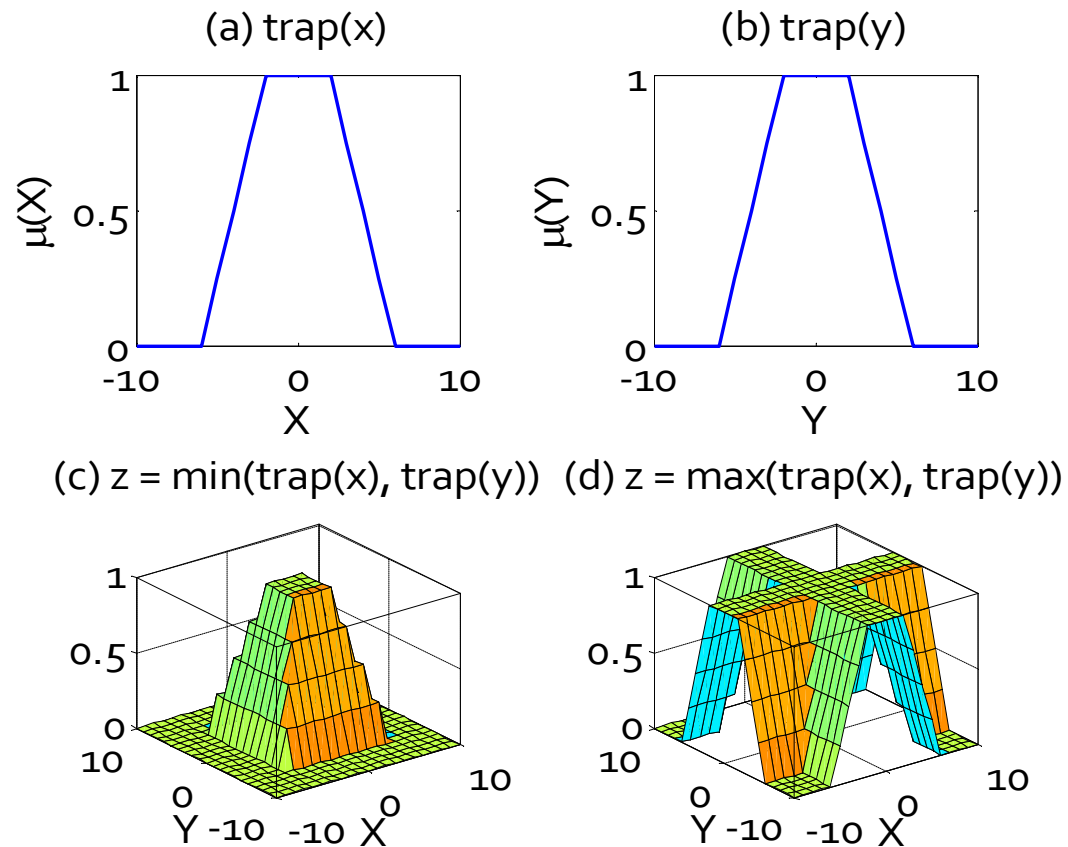 (a) trap(x)
1
0.5
0
μ(X)
-10 0 10
X
(b) trap(y)
1
0.5
0
μ(Y)
-10 0 10
Y
(c) z = min(trap(x), trap(y))
1
0.5
0
10
0
-10
Y
-10
0
10
X
(d) z = max(trap(x), trap(y))
1
0.5
0
10
0
-10
Y
-10
0
10
X